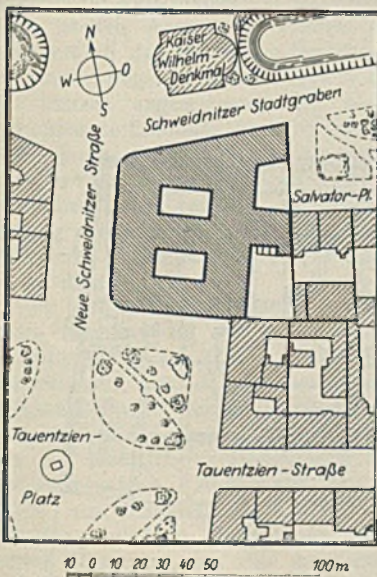 Kaiser
Wilhelm-
Denkmal
N
W O
S
Schweidnitzer Stadtgraben
Neue Schweidnitzer Straße
Salvator-Pl.
Tauentzien-
Platz
Tauentzien-Straße
10 0 10 20 30 40 50 100 m